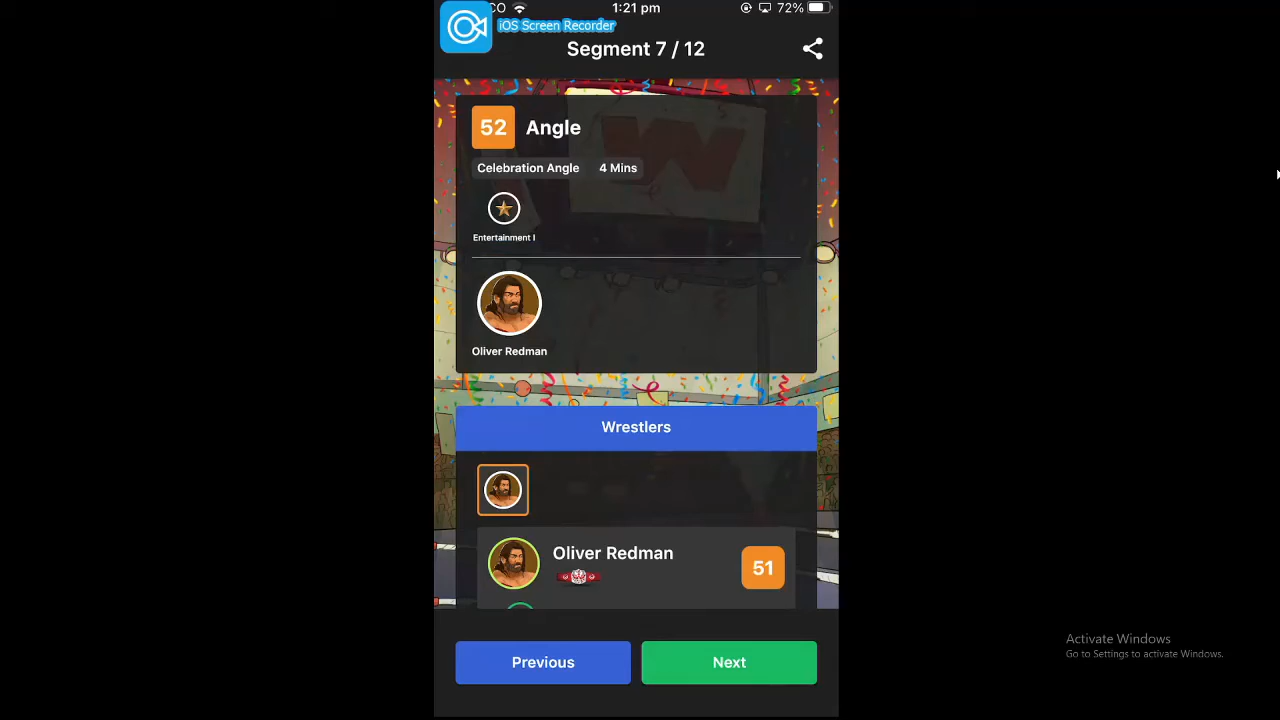 CO 1:21 pm 72%
iOS Screen Recorder
Segment 7 / 12
52 Angle
Celebration Angle 4 Mins
Entertainment I
Oliver Redman
Wrestlers
Oliver Redman
51
Previous Next
Activate Windows
Go to Settings to activate Windows.